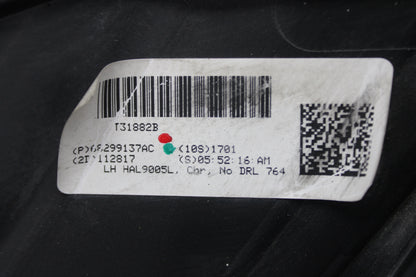 T31882B
(P)68299137AC (10S)1701
(2T)112817 (S)05:52:16 AM
LH HAL9005L, Chr, No DRL 764